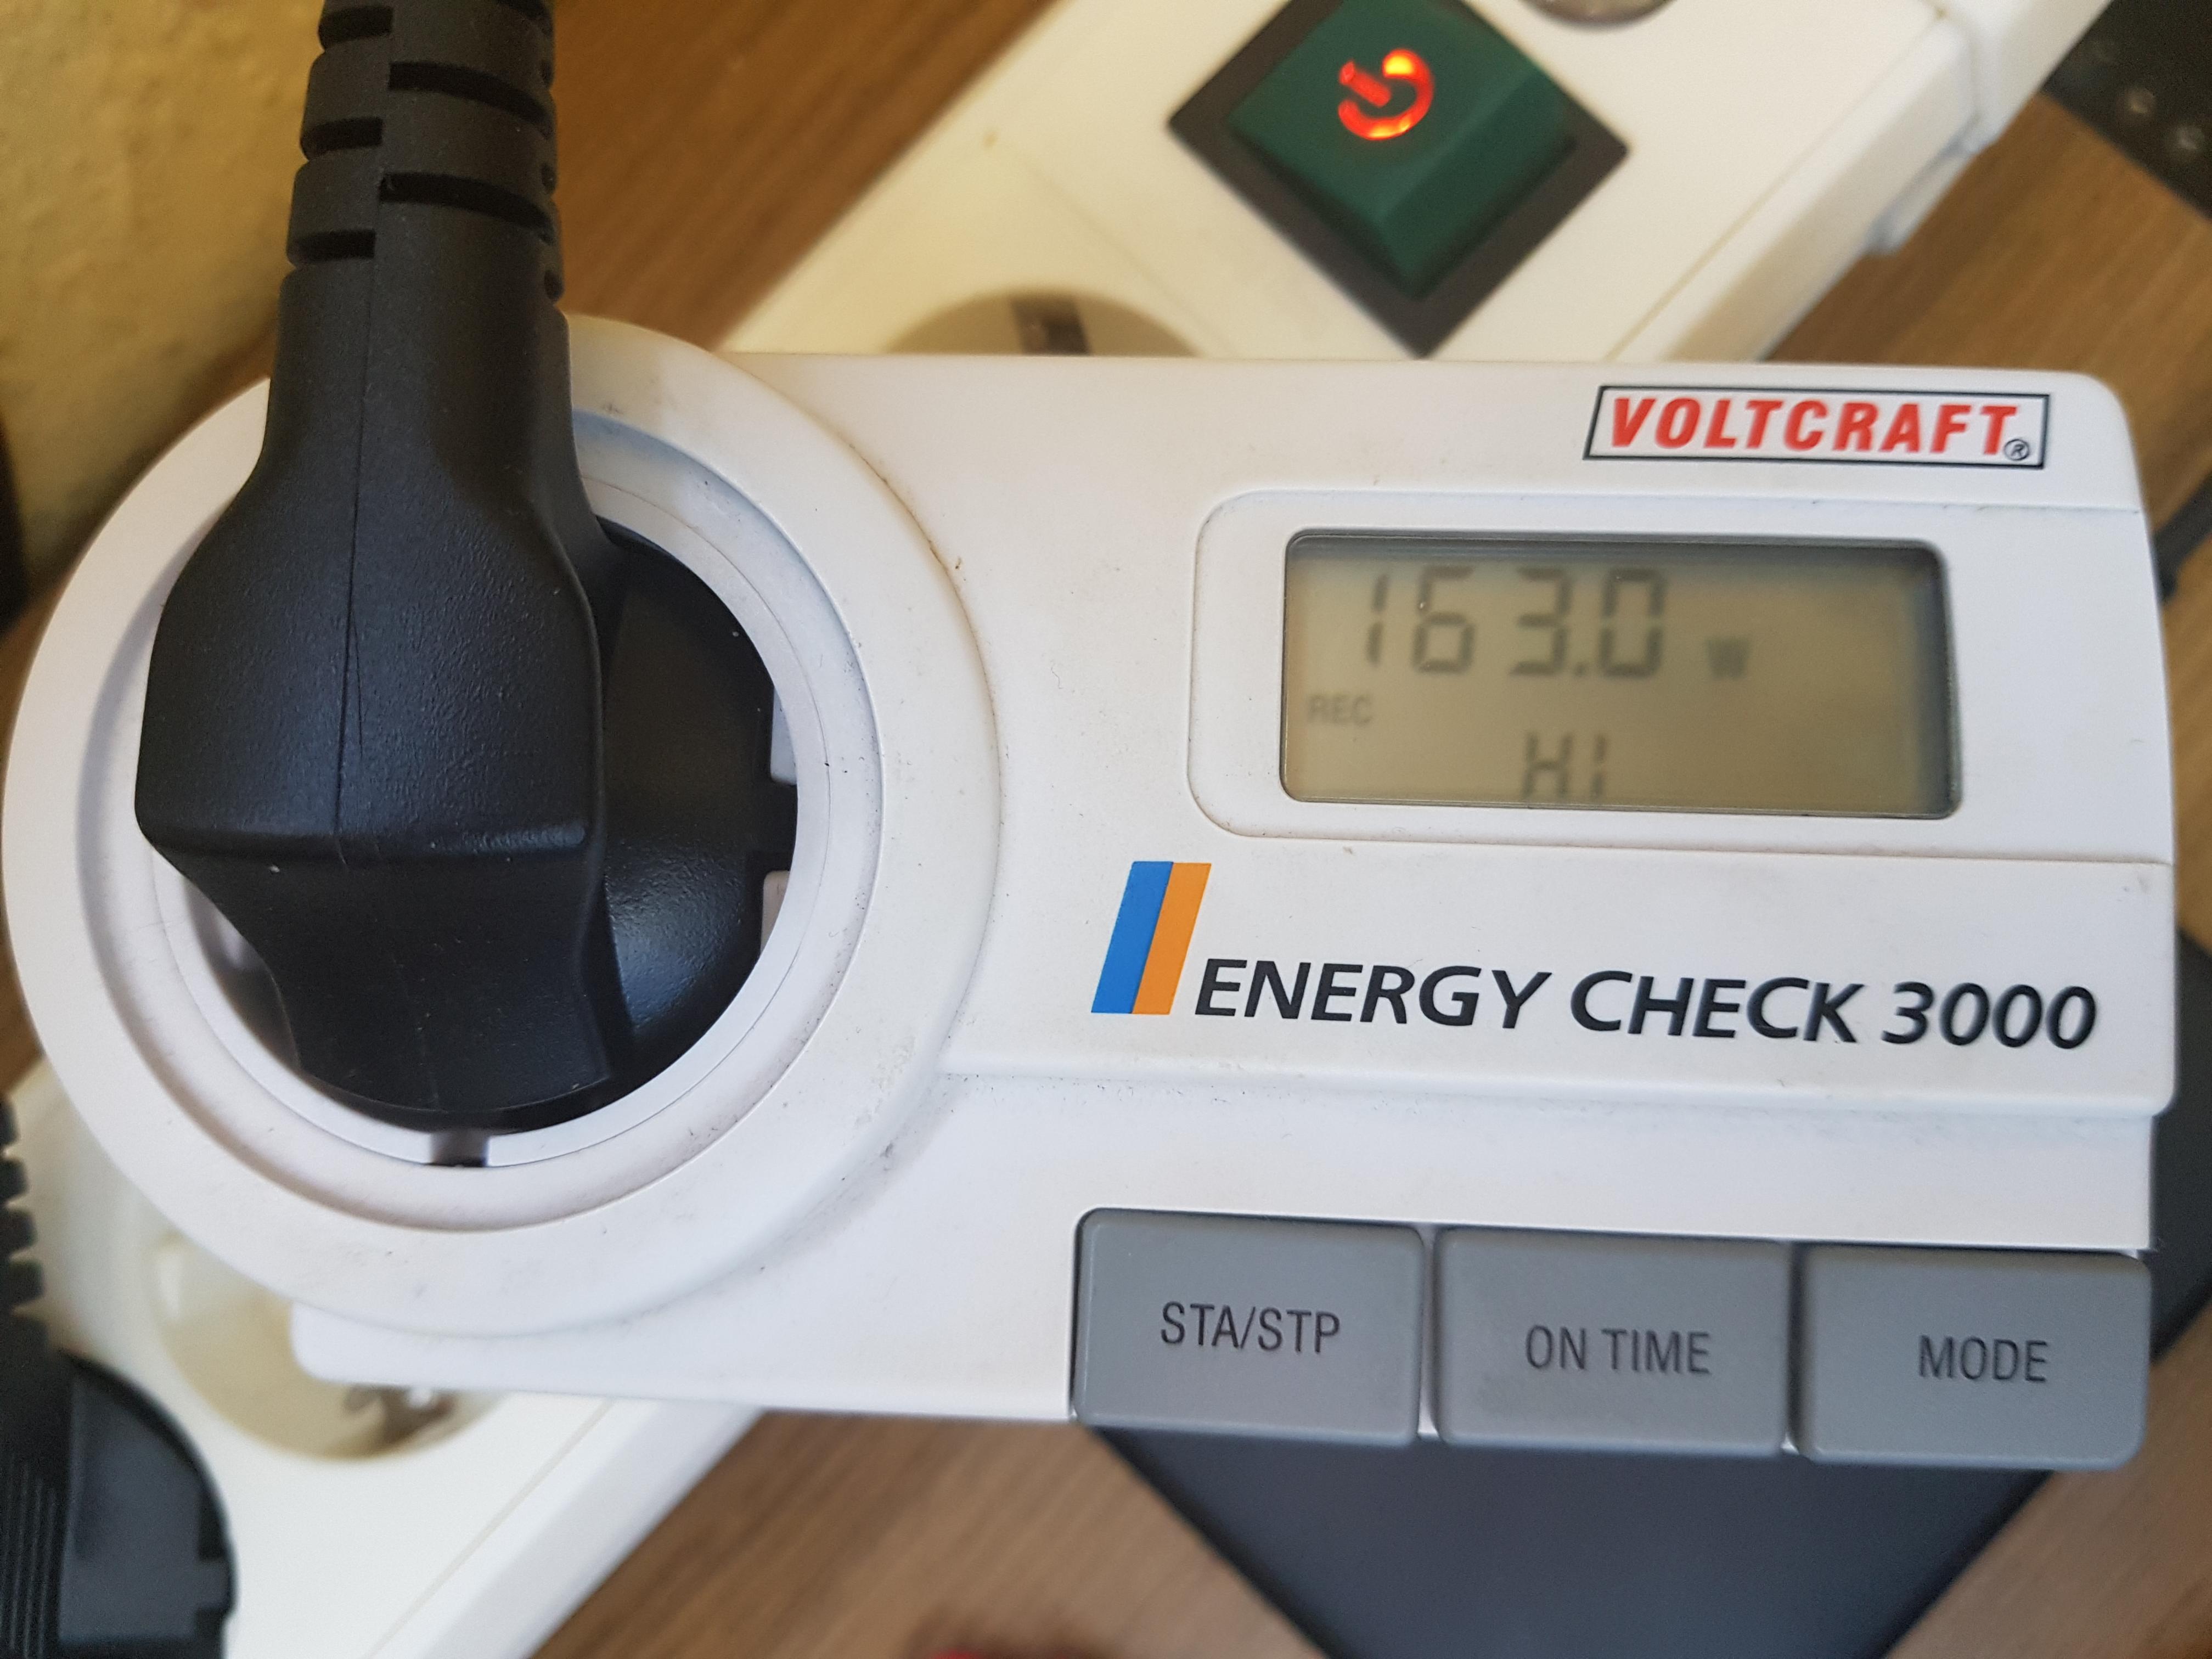 VOLTCRAFT®
163.0 W
REC
HI
ENERGY CHECK 3000
STA/STP
ON TIME
MODE